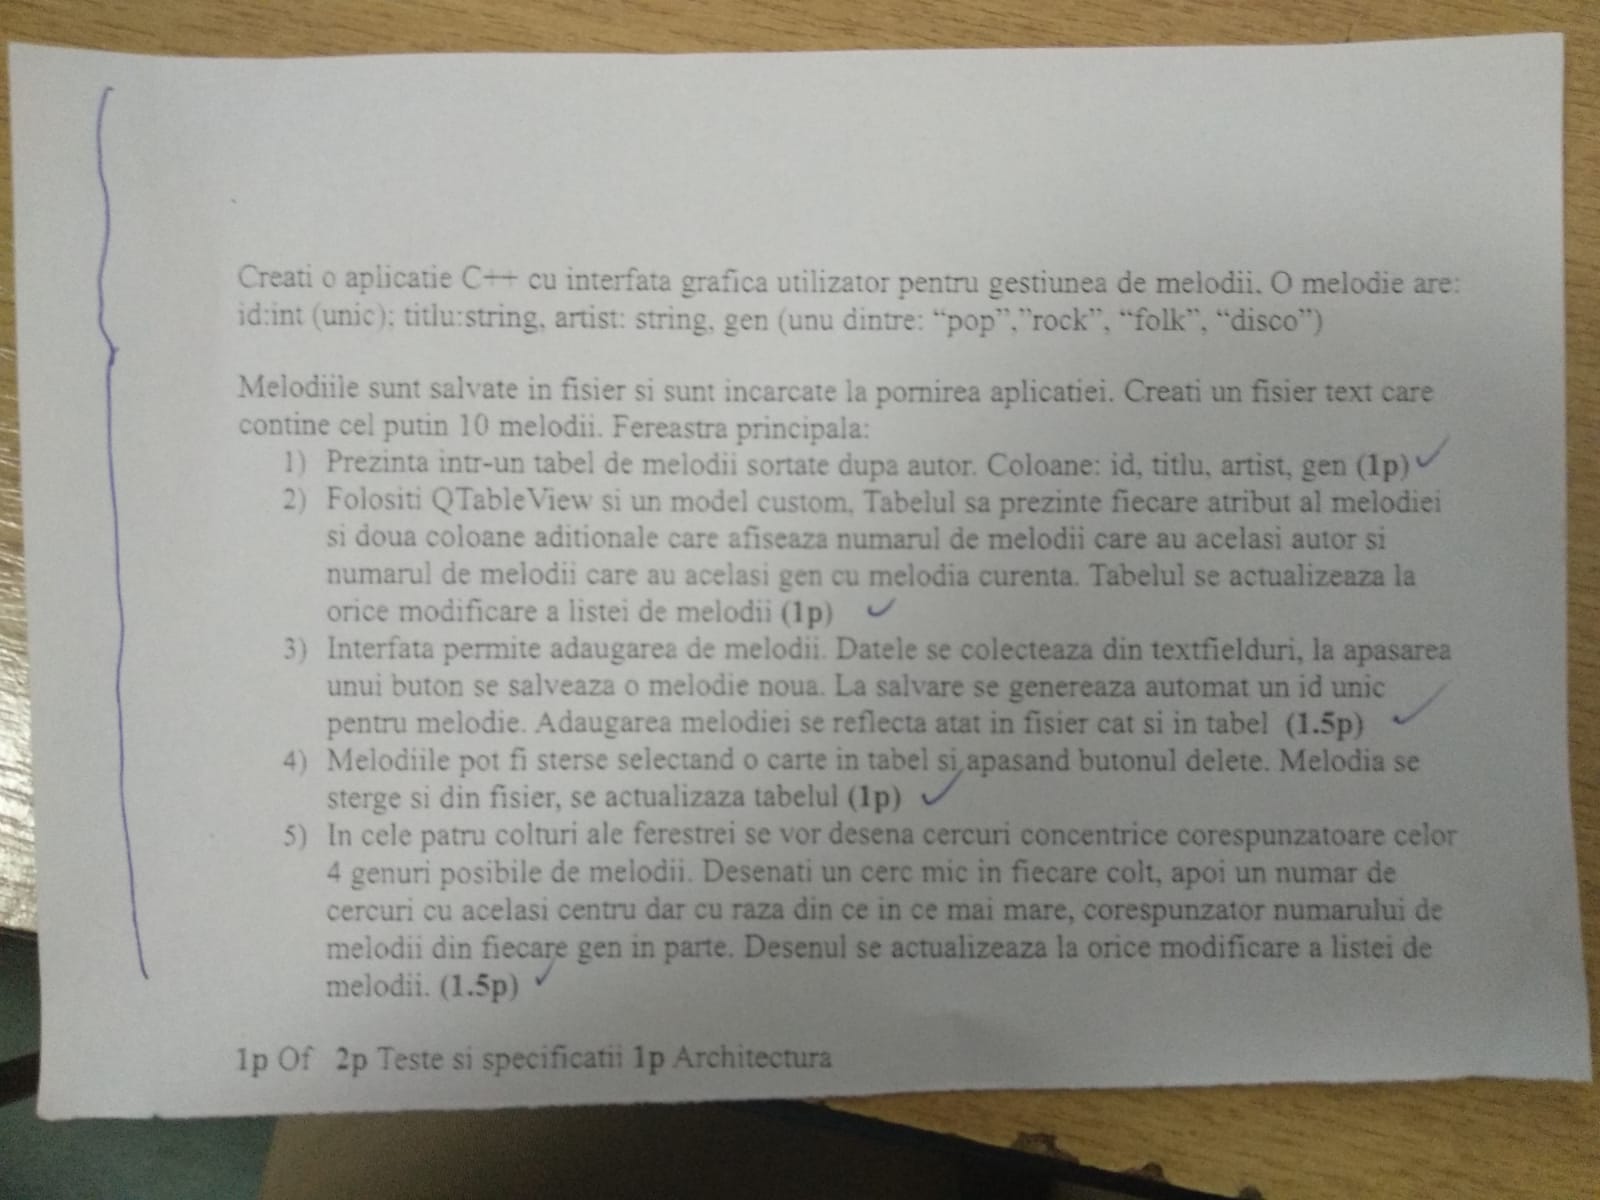 Creati o aplicatie C++ cu interfata grafica utilizator pentru gestiunea de melodii. O melodie are:
id:int (unic); titlu:string, artist: string, gen (unu dintre: “pop”,”rock”, “folk”, “disco”)
Melodiile sunt salvate in fisier si sunt incarcate la pornirea aplicatiei. Creati un fisier text care
contine cel putin 10 melodii. Fereastra principala:
1) Prezinta intr-un tabel de melodii sortate dupa autor. Coloane: id, titlu, artist, gen (1p)
2) Folositi QTableView si un model custom. Tabelul sa prezinte fiecare atribut al melodiei
si doua coloane aditionale care afiseaza numarul de melodii care au acelasi autor si
numarul de melodii care au acelasi gen cu melodia curenta. Tabelul se actualizeaza la
orice modificare a listei de melodii (1p)
3) Interfata permite adaugarea de melodii. Datele se colecteaza din textfielduri, la apasarea
unui buton se salveaza o melodie noua. La salvare se genereaza automat un id unic
pentru melodie. Adaugarea melodiei se reflecta atat in fisier cat si in tabel (1.5p)
4) Melodiile pot fi sterse selectand o carte in tabel si apasand butonul delete. Melodia se
sterge si din fisier, se actualizaza tabelul (1p)
5) In cele patru colturi ale ferestrei se vor desena cercuri concentrice corespunzatoare celor
4 genuri posibile de melodii. Desenati un cerc mic in fiecare colt, apoi un numar de
cercuri cu acelasi centru dar cu raza din ce in ce mai mare, corespunzator numarului de
melodii din fiecare gen in parte. Desenul se actualizeaza la orice modificare a listei de
melodii. (1.5p)
1p Of 2p Teste si specificatii 1p Architectura